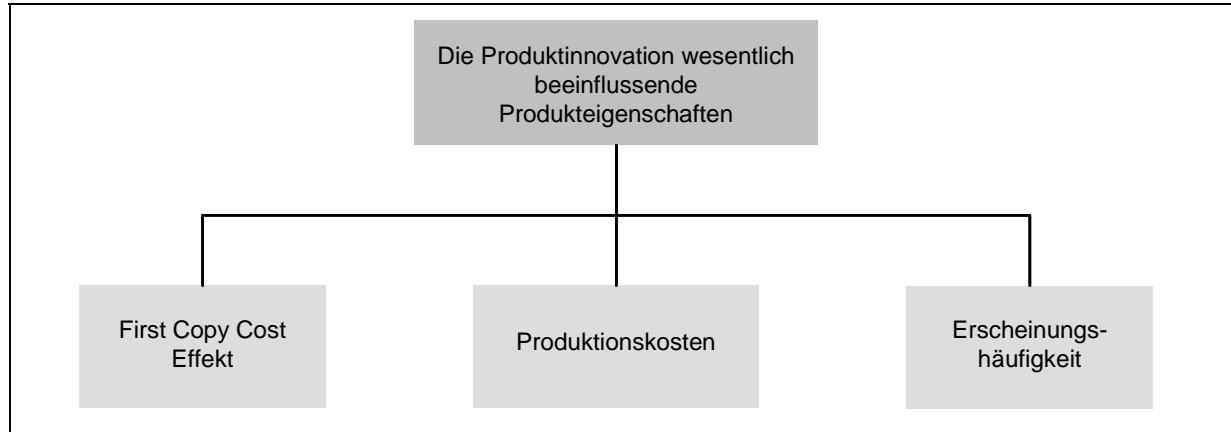 Die Produktinnovation wesentlich
beeinflussende
Produkteigenschaften
First Copy Cost
Effekt
Produktionskosten
Erscheinungs-
häufigkeit